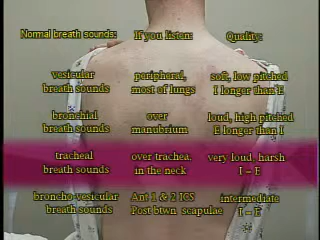 Normal breath sounds: If you listen: Quality:
vesicular peripheral, soft, low pitched
breath sounds most of lungs I longer than E
bronchial over loud, high pitched
breath sounds manubrium E longer than I
tracheal over trachea, very loud, harsh
breath sounds in the neck I = E
broncho-vesicular Ant 1 & 2 ICS intermediate
breath sounds Post btwn. scapulae I = E